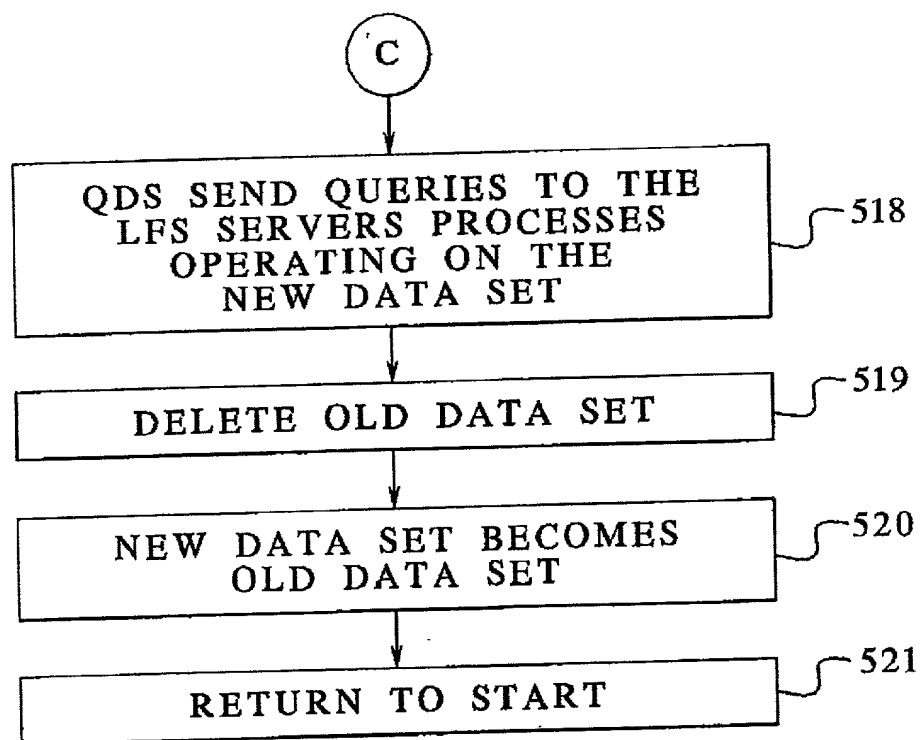 C
QDS SEND QUERIES TO THE
LFS SERVERS PROCESSES
OPERATING ON THE
NEW DATA SET
518
DELETE OLD DATA SET
519
NEW DATA SET BECOMES
OLD DATA SET
520
RETURN TO START
521